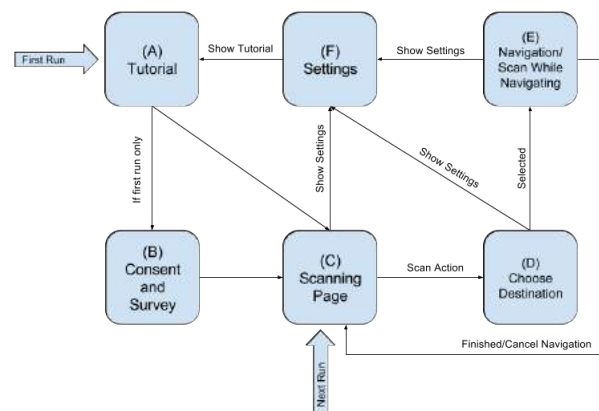 First Run
(A)
Tutorial
Show Tutorial
(F)
Settings
Show Settings
(E)
Navigation/
Scan While
Navigating
If first run only
Show Settings
Show Settings
Selected
(B)
Consent
and
Survey
(C)
Scanning
Page
Scan Action
(D)
Choose
Destination
Finished/Cancel Navigation
Next Run